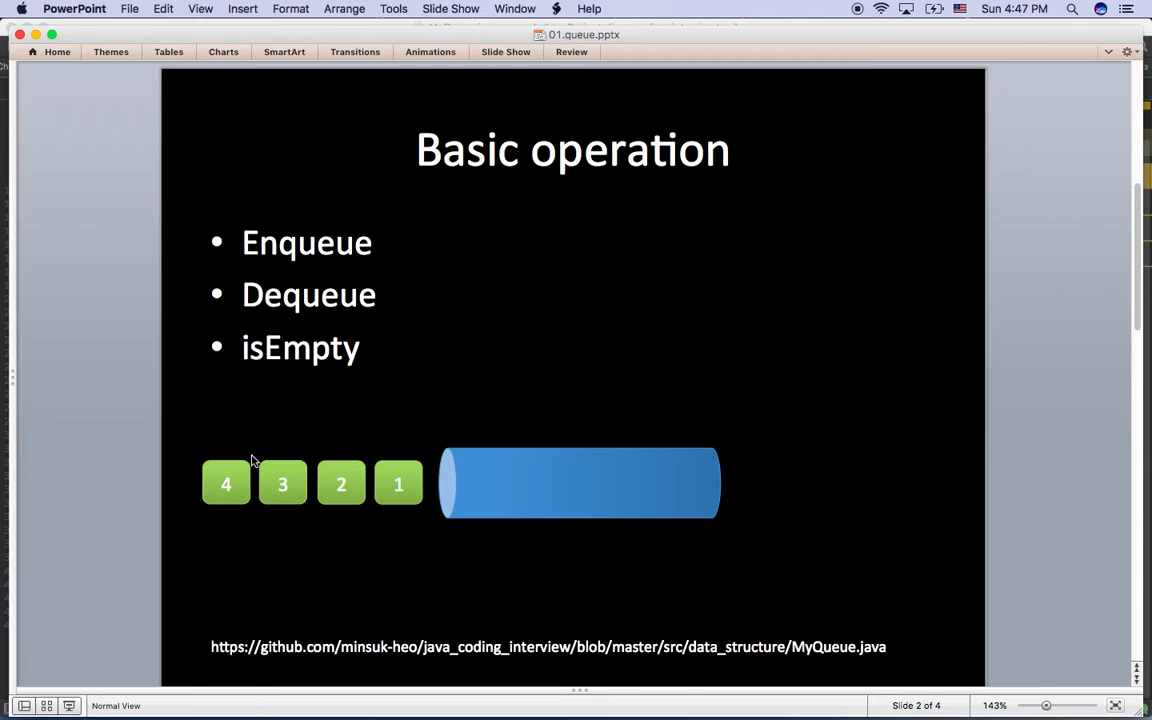 PowerPoint File Edit View Insert Format Arrange Tools Slide Show Window Help Sun 4:47 PM
01.queue.pptx
Home Themes Tables Charts SmartArt Transitions Animations Slide Show Review
Basic operation
• Enqueue
• Dequeue
• isEmpty
4 3 2 1
https://github.com/minsuk-heo/java_coding_interview/blob/master/src/data_structure/MyQueue.java
Normal View Slide 2 of 4 143%